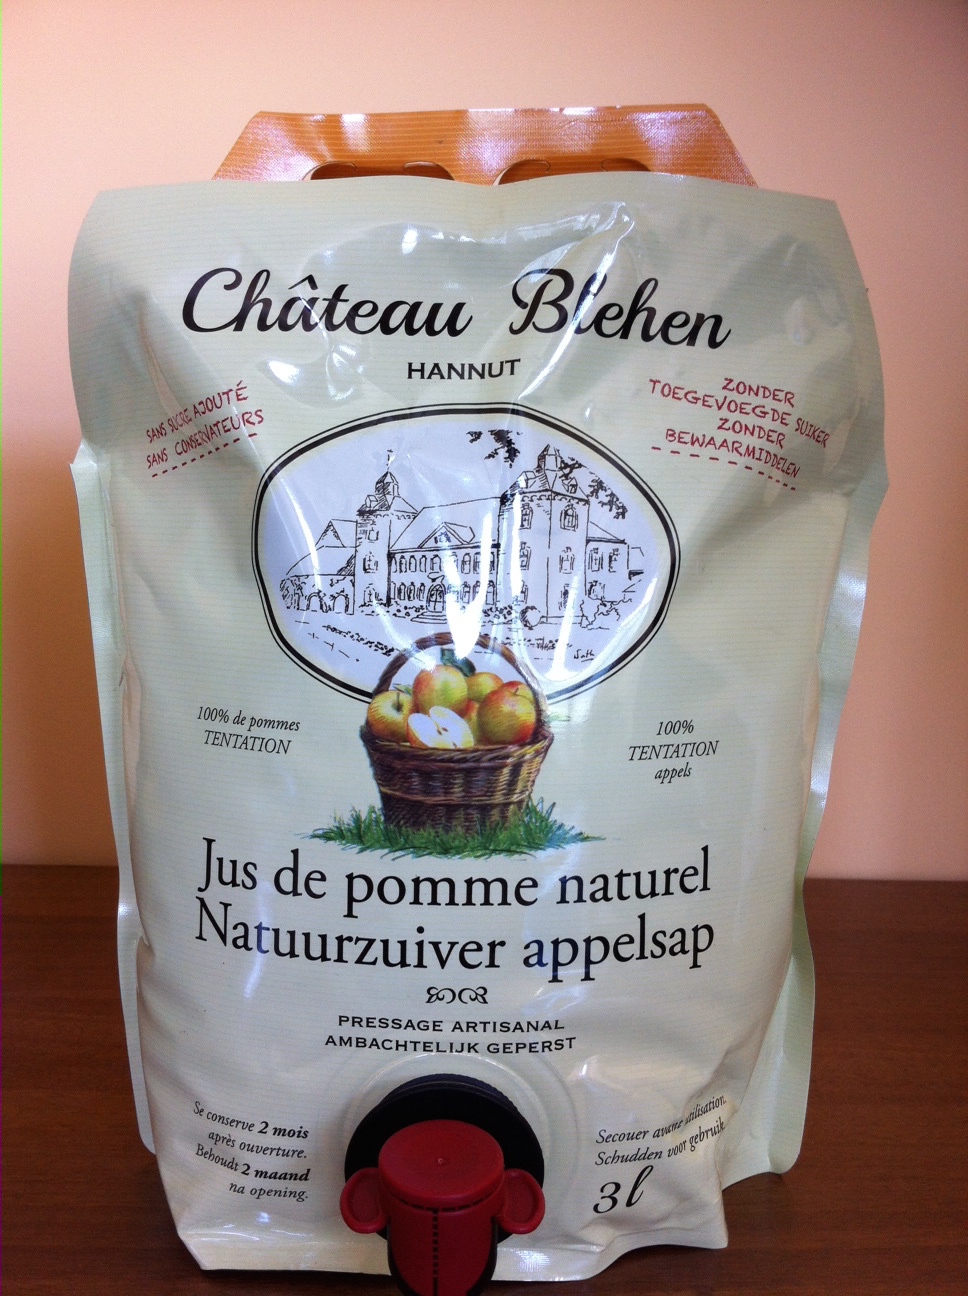 Château Blehen
HANNUT
SANS SUCRE AJOUTÉ
SANS CONSERVATEURS
ZONDER
TOEGEVOEGDE SUIKER
ZONDER
BEWAARMIDDELEN
100% de pommes
TENTATION
100%
TENTATION
appels
Jus de pomme naturel
Natuurzuiver appelsap
PRESSAGE ARTISANAL
AMBACHTELIJK GEPERST
Se conserve 2 mois
après ouverture.
Behoudt 2 maand
na opening.
Secouer avant utilisation.
Schudden voor gebruik.
3l